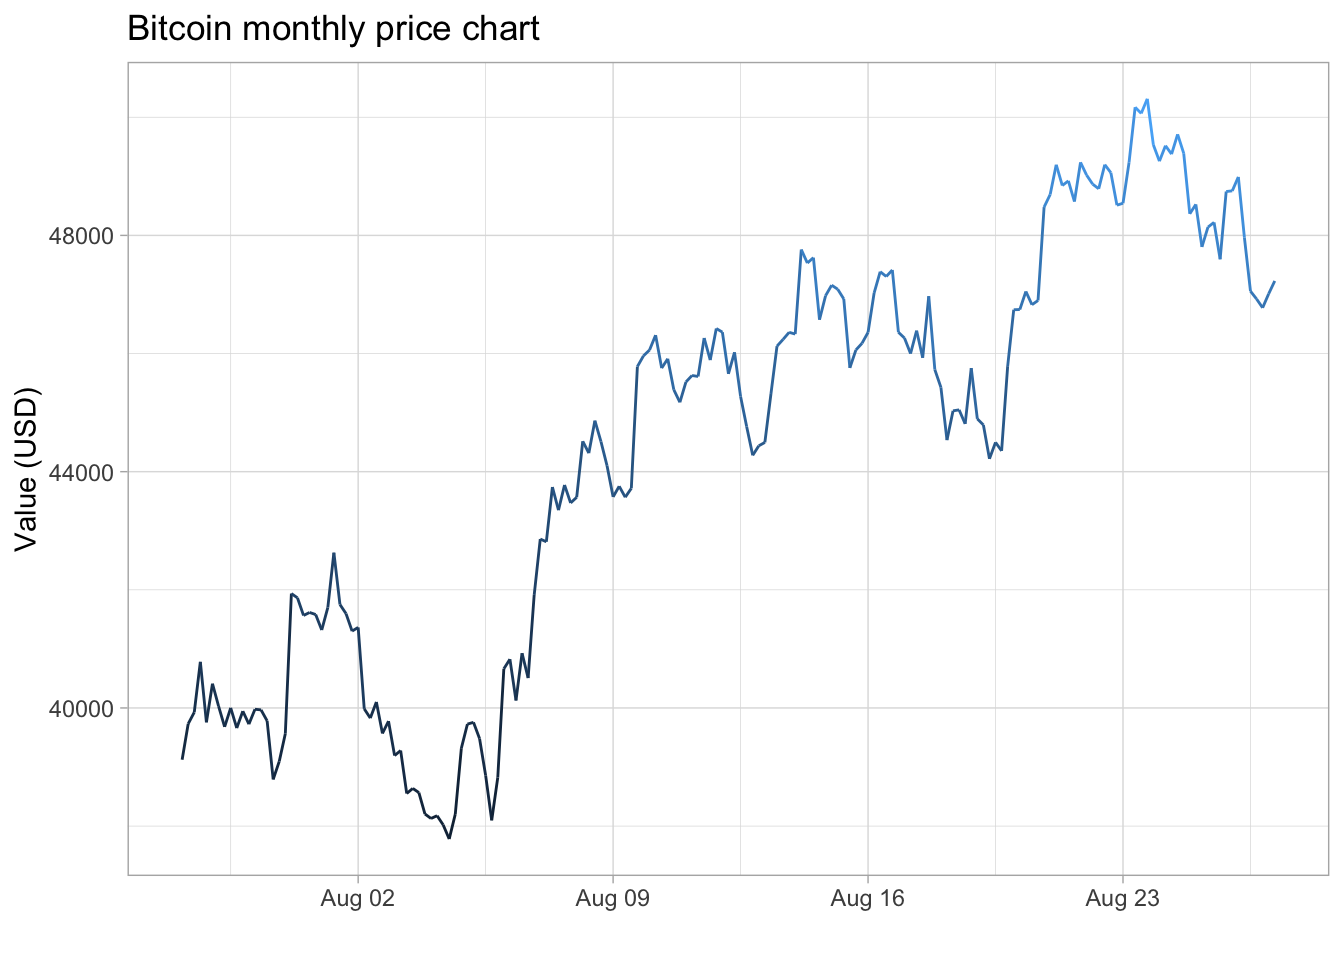 Bitcoin monthly price chart
Value (USD)
48000
44000
40000
Aug 02
Aug 09
Aug 16
Aug 23